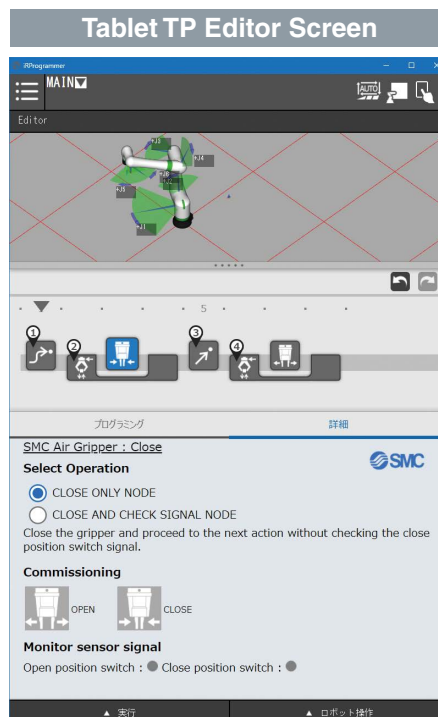 Tablet TP Editor Screen
iRProgrammer
MAIN
AUTO
Editor
+J3
+J4
+J6
+J5
+J1
5
1
2
3
4
プログラミング
詳細
SMC Air Gripper : Close
SMC
Select Operation
CLOSE ONLY NODE
CLOSE AND CHECK SIGNAL NODE
Close the gripper and proceed to the next action without checking the close
position switch signal.
Commissioning
OPEN
CLOSE
Monitor sensor signal
Open position switch : Close position switch :
▲ 実行
▲ ロボット操作